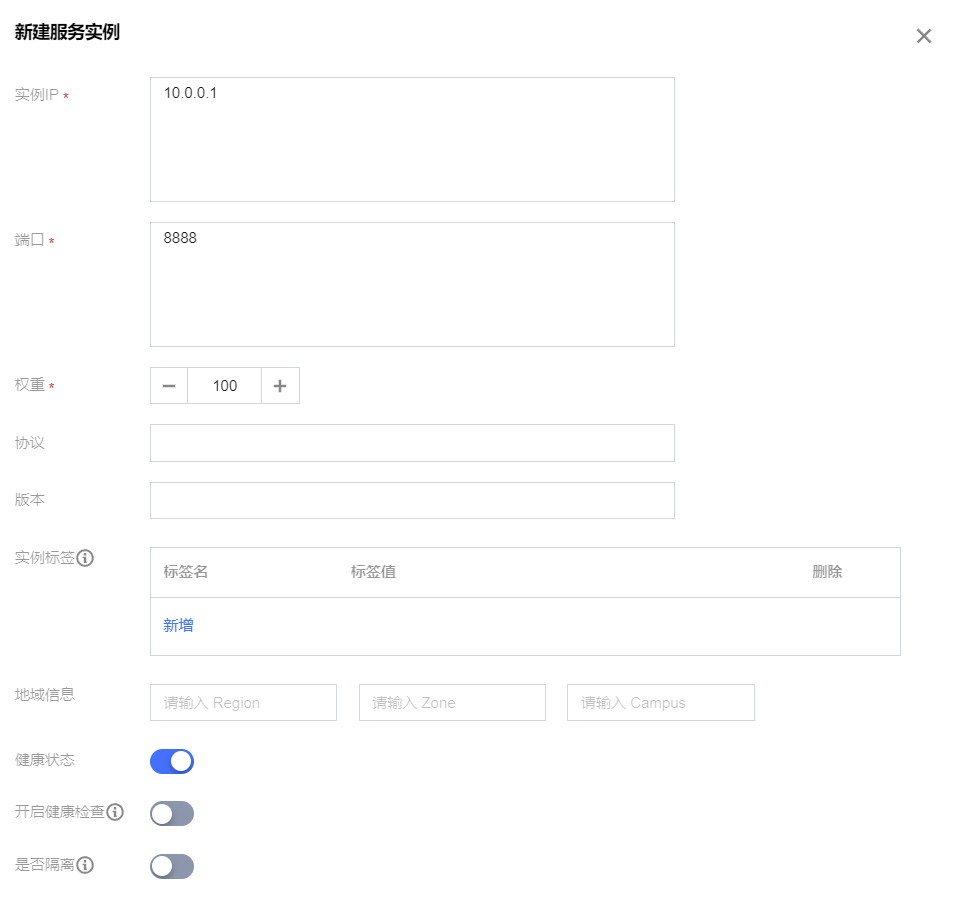 新建服务实例
实例IP *
10.0.0.1
端口 *
8888
权重 *
100
协议
版本
实例标签
标签名 标签值 删除
新增
地域信息
请输入 Region 请输入 Zone 请输入 Campus
健康状态
开启健康检查
是否隔离